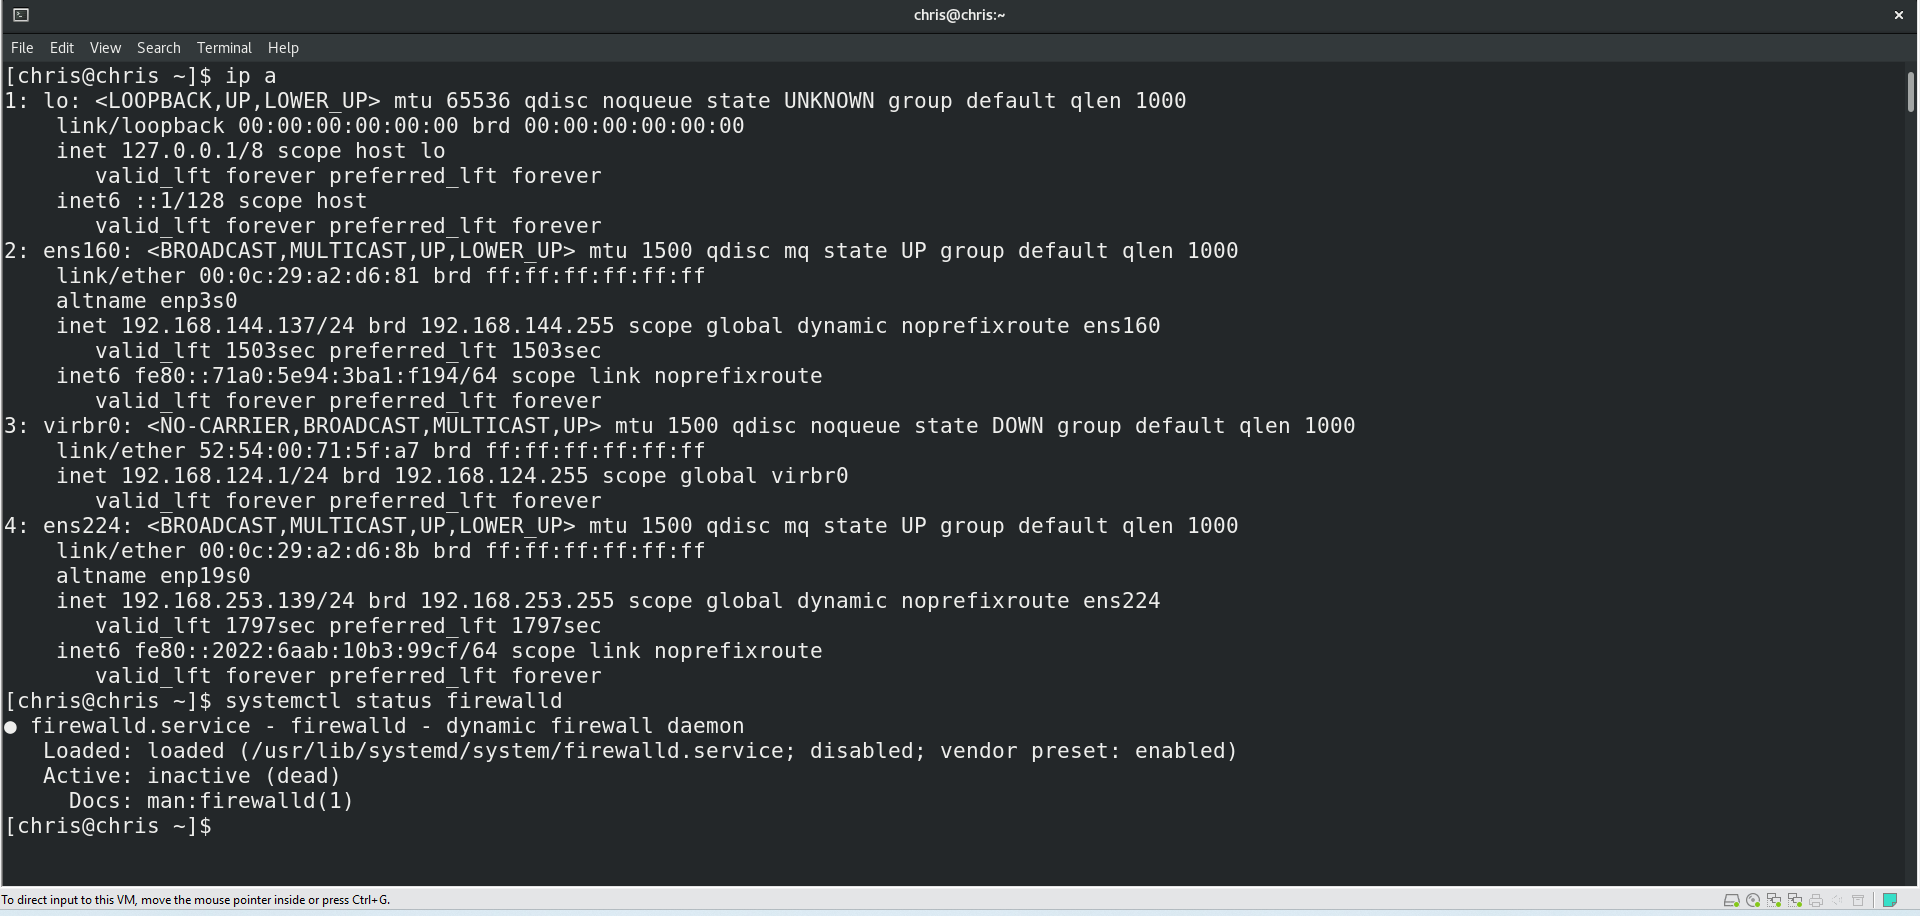 chris@chris:~
File Edit View Search Terminal Help
[chris@chris ~]$ ip a
1: lo: <LOOPBACK,UP,LOWER_UP> mtu 65536 qdisc noqueue state UNKNOWN group default qlen 1000
    link/loopback 00:00:00:00:00:00 brd 00:00:00:00:00:00
    inet 127.0.0.1/8 scope host lo
       valid_lft forever preferred_lft forever
    inet6 ::1/128 scope host
       valid_lft forever preferred_lft forever
2: ens160: <BROADCAST,MULTICAST,UP,LOWER_UP> mtu 1500 qdisc mq state UP group default qlen 1000
    link/ether 00:0c:29:a2:d6:81 brd ff:ff:ff:ff:ff:ff
    altname enp3s0
    inet 192.168.144.137/24 brd 192.168.144.255 scope global dynamic noprefixroute ens160
       valid_lft 1503sec preferred_lft 1503sec
    inet6 fe80::71a0:5e94:3ba1:f194/64 scope link noprefixroute
       valid_lft forever preferred_lft forever
3: virbr0: <NO-CARRIER,BROADCAST,MULTICAST,UP> mtu 1500 qdisc noqueue state DOWN group default qlen 1000
    link/ether 52:54:00:71:5f:a7 brd ff:ff:ff:ff:ff:ff
    inet 192.168.124.1/24 brd 192.168.124.255 scope global virbr0
       valid_lft forever preferred_lft forever
4: ens224: <BROADCAST,MULTICAST,UP,LOWER_UP> mtu 1500 qdisc mq state UP group default qlen 1000
    link/ether 00:0c:29:a2:d6:8b brd ff:ff:ff:ff:ff:ff
    altname enp19s0
    inet 192.168.253.139/24 brd 192.168.253.255 scope global dynamic noprefixroute ens224
       valid_lft 1797sec preferred_lft 1797sec
    inet6 fe80::2022:6aab:10b3:99cf/64 scope link noprefixroute
       valid_lft forever preferred_lft forever
[chris@chris ~]$ systemctl status firewalld
● firewalld.service - firewalld - dynamic firewall daemon
   Loaded: loaded (/usr/lib/systemd/system/firewalld.service; disabled; vendor preset: enabled)
   Active: inactive (dead)
     Docs: man:firewalld(1)
[chris@chris ~]$
To direct input to this VM, move the mouse pointer inside or press Ctrl+G.